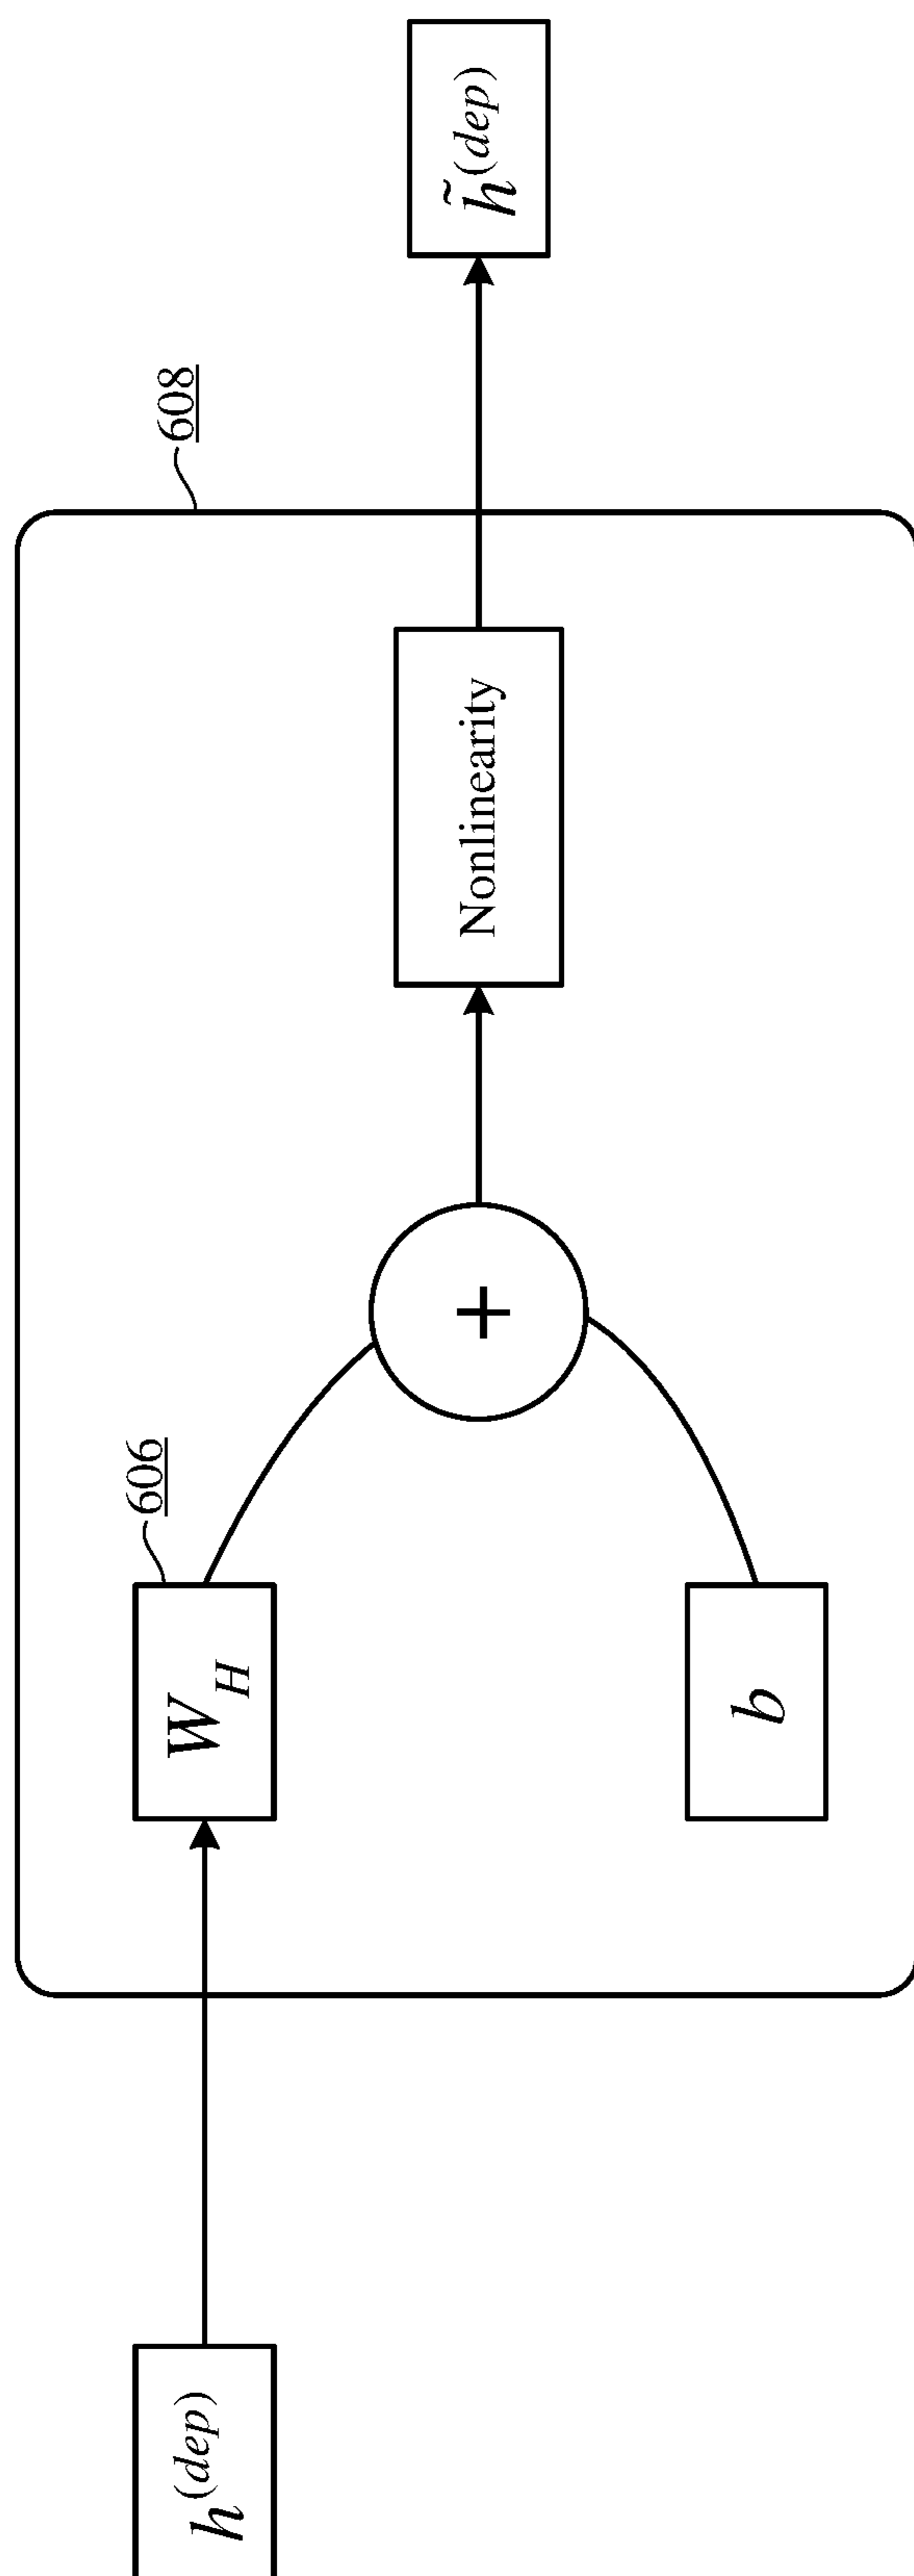 h^(dep)
606
W_H
b
+
Nonlinearity
608
h̃^(dep)